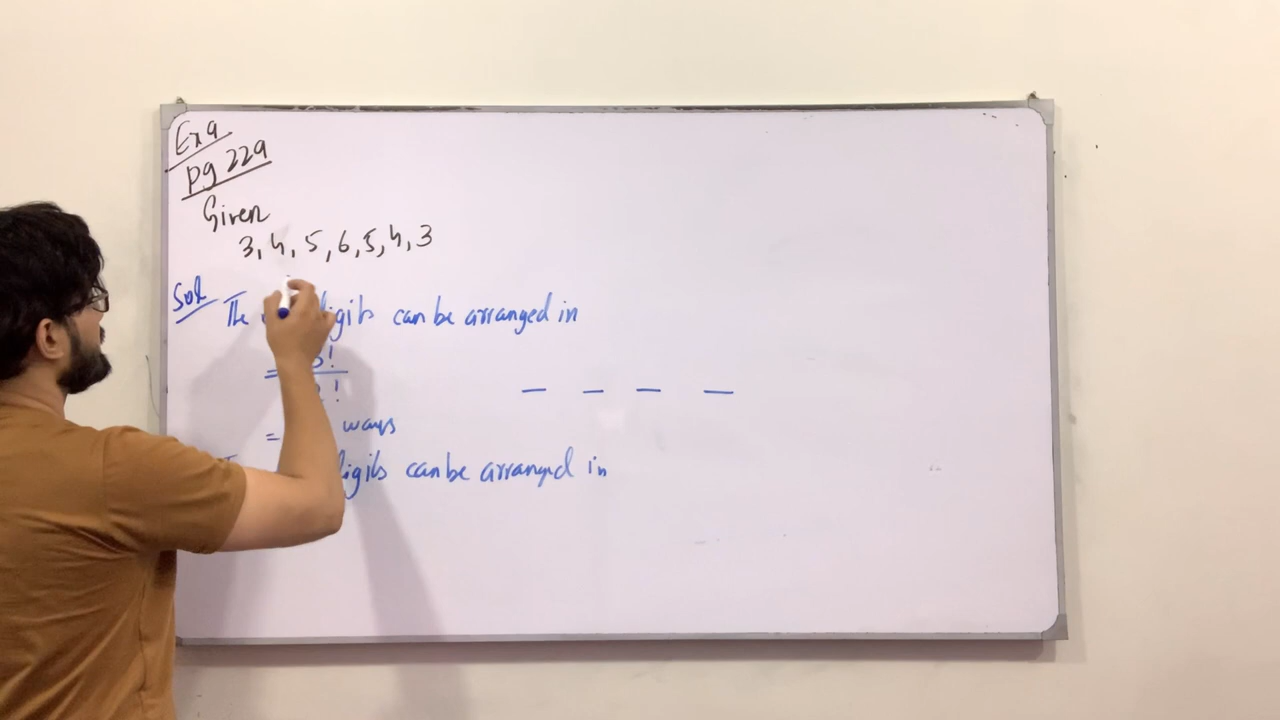 Ex 9
pg 229
Given
3, 4, 5, 6, 5, 4, 3
Sol The digits can be arranged in
= !
!
= ways
digits can be arranged in